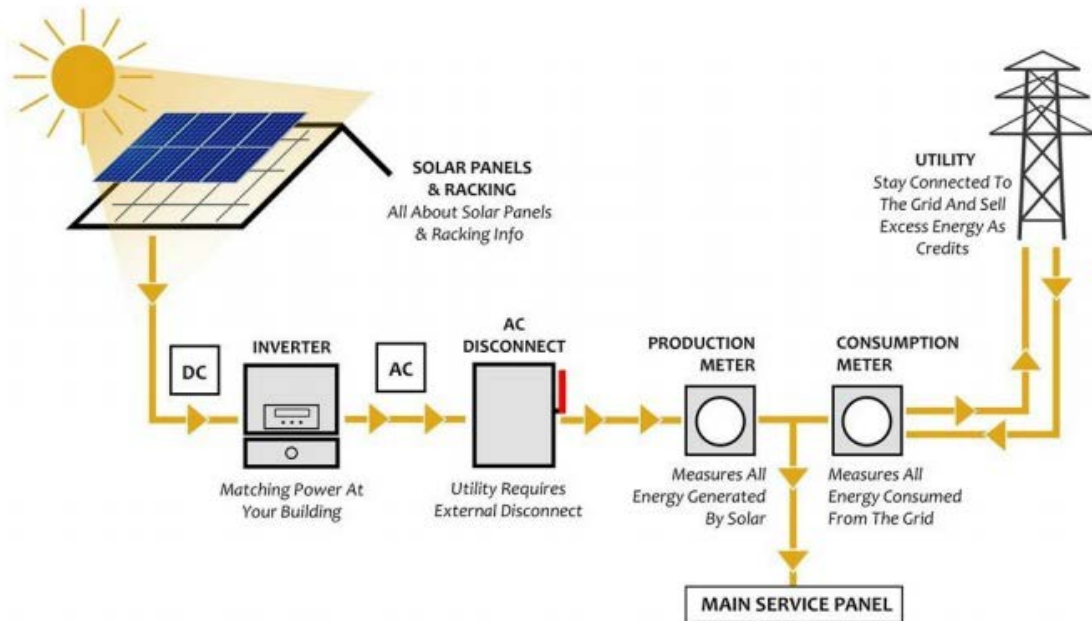 SOLAR PANELS
& RACKING
All About Solar Panels
& Racking Info
UTILITY
Stay Connected To
The Grid And Sell
Excess Energy As
Credits
DC
INVERTER
Matching Power At
Your Building
AC
AC
DISCONNECT
Utility Requires
External Disconnect
PRODUCTION
METER
Measures All
Energy Generated
By Solar
CONSUMPTION
METER
Measures All
Energy Consumed
From The Grid
MAIN SERVICE PANEL